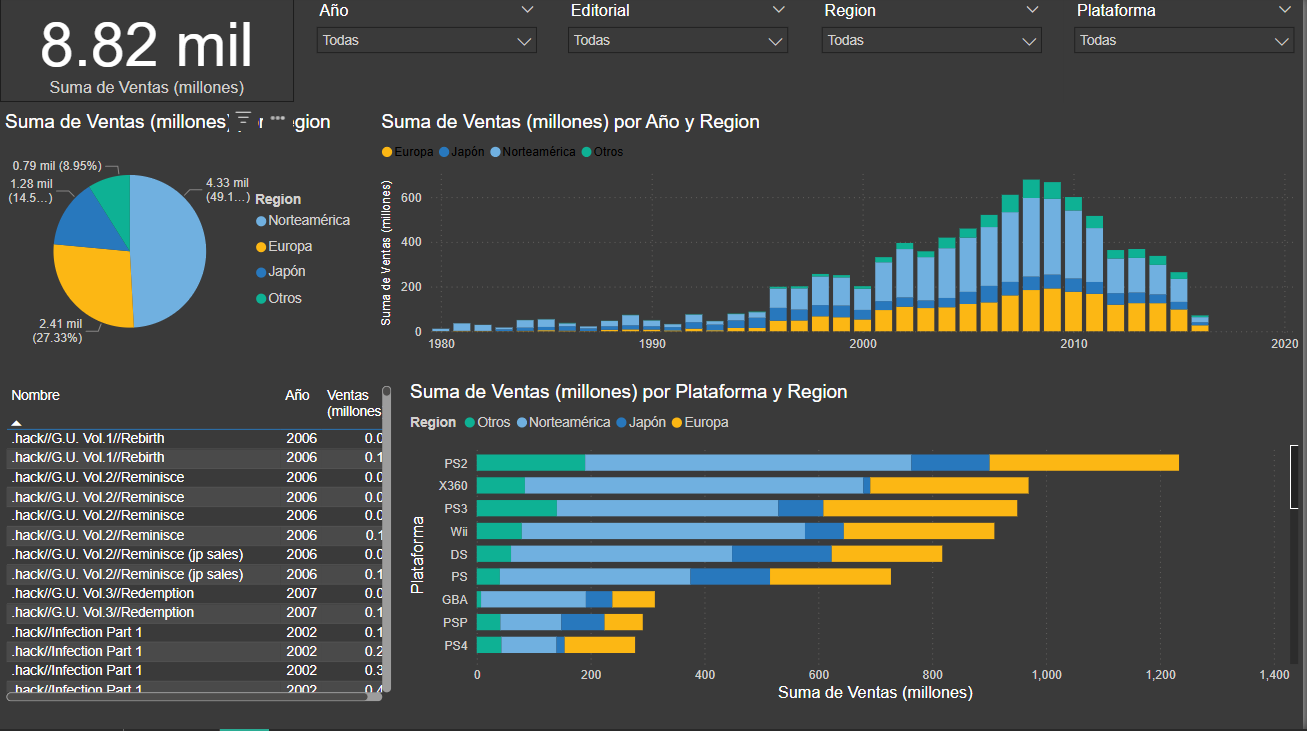 8.82 mil
Suma de Ventas (millones)
Año
Todas
Editorial
Todas
Region
Todas
Plataforma
Todas
Suma de Ventas (millones) egion
0.79 mil (8.95%)
1.28 mil
(14.5...)
4.33 mil
(49.1...)
2.41 mil
(27.33%)
Region
Norteamérica
Europa
Japón
Otros
Suma de Ventas (millones) por Año y Region
Europa Japón Norteamérica Otros
Suma de Ventas (millones)
600
400
200
0
1980 1990 2000 2010 2020
Nombre Año Ventas
(millones
.hack//G.U. Vol.1//Rebirth 2006 0.0
.hack//G.U. Vol.1//Rebirth 2006 0.1
.hack//G.U. Vol.2//Reminisce 2006 0.0
.hack//G.U. Vol.2//Reminisce 2006 0.0
.hack//G.U. Vol.2//Reminisce 2006 0.0
.hack//G.U. Vol.2//Reminisce 2006 0.1
.hack//G.U. Vol.2//Reminisce (jp sales) 2006 0.0
.hack//G.U. Vol.2//Reminisce (jp sales) 2006 0.1
.hack//G.U. Vol.3//Redemption 2007 0.0
.hack//G.U. Vol.3//Redemption 2007 0.1
.hack//Infection Part 1 2002 0.1
.hack//Infection Part 1 2002 0.2
.hack//Infection Part 1 2002 0.3
.hack//Infection Part 1 2002 0.4
Suma de Ventas (millones) por Plataforma y Region
Region Otros Norteamérica Japón Europa
Plataforma
PS2
X360
PS3
Wii
DS
PS
GBA
PSP
PS4
0 200 400 600 800 1,000 1,200 1,400
Suma de Ventas (millones)